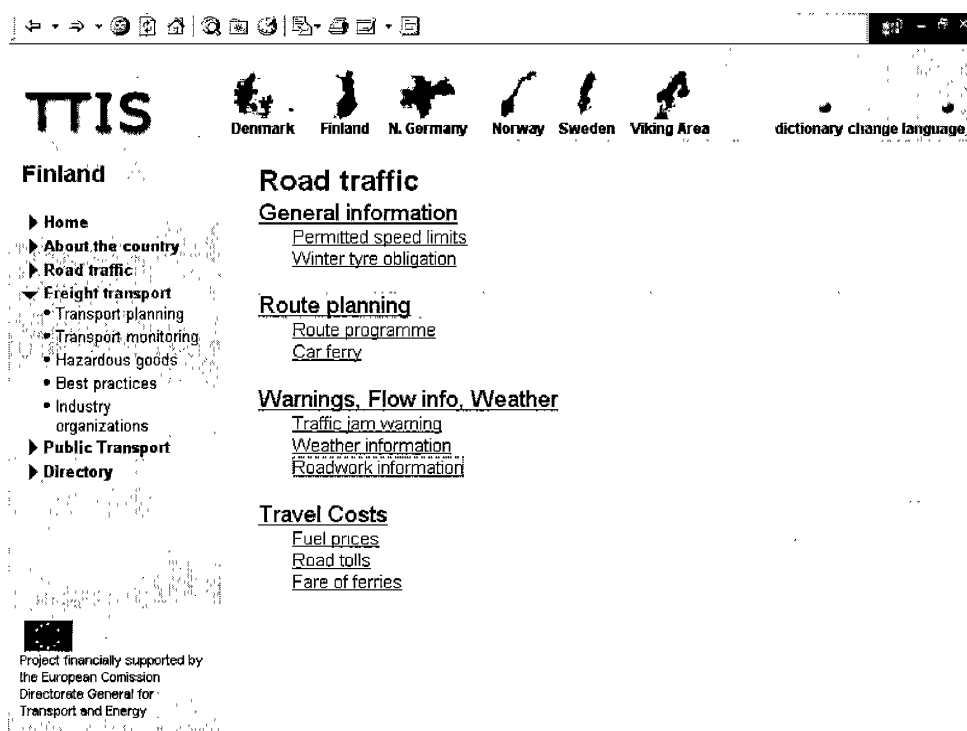 TTIS
Denmark Finland N. Germany Norway Sweden Viking Area dictionary change language
Finland
Home
About the country
Road traffic
Freight transport
• Transport planning
• Transport monitoring
• Hazardous goods
• Best practices
• Industry
organizations
Public Transport
Directory
Project financially supported by
the European Comission
Directorate General for
Transport and Energy
Road traffic
General information
Permitted speed limits
Winter tyre obligation
Route planning
Route programme
Car ferry
Warnings, Flow info, Weather
Traffic jam warning
Weather information
Roadwork information
Travel Costs
Fuel prices
Road tolls
Fare of ferries